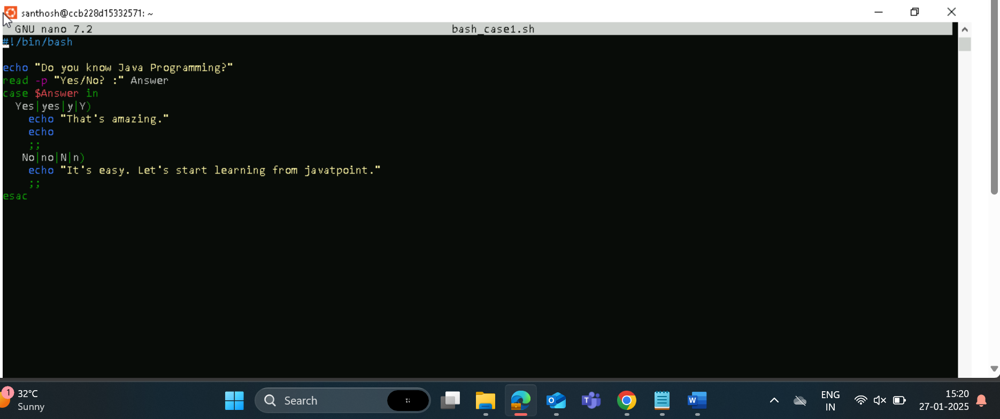 santhosh@ccb228d15332571: ~
GNU nano 7.2 bash_case1.sh
#!/bin/bash
echo "Do you know Java Programming?"
read -p "Yes/No? :" Answer
case $Answer in
Yes|yes|y|Y)
echo "That's amazing."
echo
;;
No|no|N|n)
echo "It's easy. Let's start learning from javatpoint."
;;
esac
1
32°C
Sunny
Search
ENG
IN
15:20
27-01-2025